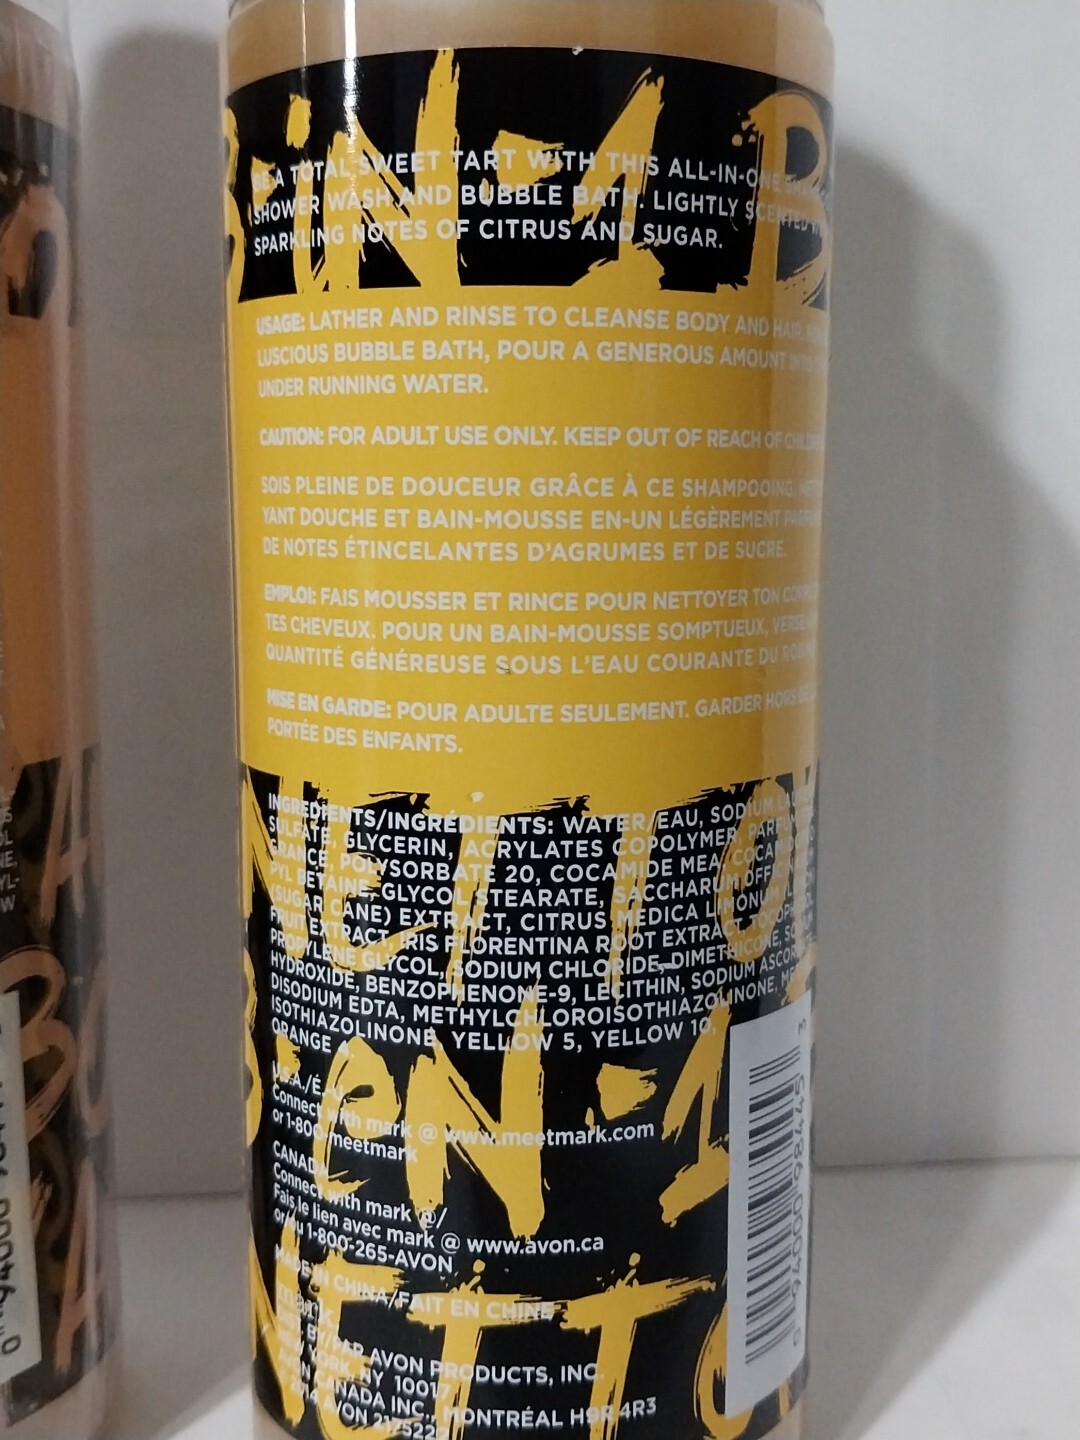 BE A TOTAL SWEET TART WITH THIS ALL-IN-ONE
SHOWER WASH AND BUBBLE BATH. LIGHTLY SCENTED
SPARKLING NOTES OF CITRUS AND SUGAR.
USAGE: LATHER AND RINSE TO CLEANSE BODY AND HAIR.
LUSCIOUS BUBBLE BATH, POUR A GENEROUS AMOUNT
UNDER RUNNING WATER.
CAUTION: FOR ADULT USE ONLY. KEEP OUT OF REACH OF
SOIS PLEINE DE DOUCEUR GRÂCE À CE SHAMPOOING,
YANT DOUCHE ET BAIN-MOUSSE EN-UN LÉGÈREMENT
DE NOTES ÉTINCELANTES D'AGRUMES ET DE SUCRE.
EMPLOI: FAIS MOUSSER ET RINCE POUR NETTOYER TON
TES CHEVEUX. POUR UN BAIN-MOUSSE SOMPTUEUX,
QUANTITÉ GÉNÉREUSE SOUS L'EAU COURANTE DU
MISE EN GARDE: POUR ADULTE SEULEMENT. GARDER HORS DE
PORTÉE DES ENFANTS.
INGREDIENTS/INGRÉDIENTS: WATER/EAU, SODIUM
SULFATE, GLYCERIN, ACRYLATES COPOLYMER,
GRANCE, POLYSORBATE 20, COCAMIDE MEA,
PYL BETAINE, GLYCOL STEARATE, SACCHARUM
(SUGAR CANE) EXTRACT, CITRUS MEDICA LIMONUM
FRUIT EXTRACT, IRIS FLORENTINA ROOT EXTRACT,
PROPYLENE GLYCOL, SODIUM CHLORIDE, DIMETHICONE,
HYDROXIDE, BENZOPHENONE-9, LECITHIN, SODIUM
DISODIUM EDTA, METHYLCHLOROISOTHIAZOLINONE,
ISOTHIAZOLINONE, YELLOW 5, YELLOW 10,
ORANGE 4.
U.S.A./É.-U.
Connect with mark @ www.meetmark.com
or 1-800-meetmark
CANADA
Connect with mark @/
Fais le lien avec mark @ www.avon.ca
or/ou 1-800-265-AVON
MADE IN CHINA/FAIT EN CHINE
mark.
DIST. BY/PAR AVON PRODUCTS, INC.
NEW YORK, NY 10017
AVON CANADA INC., MONTRÉAL H9R 4R3
AVON 2175222